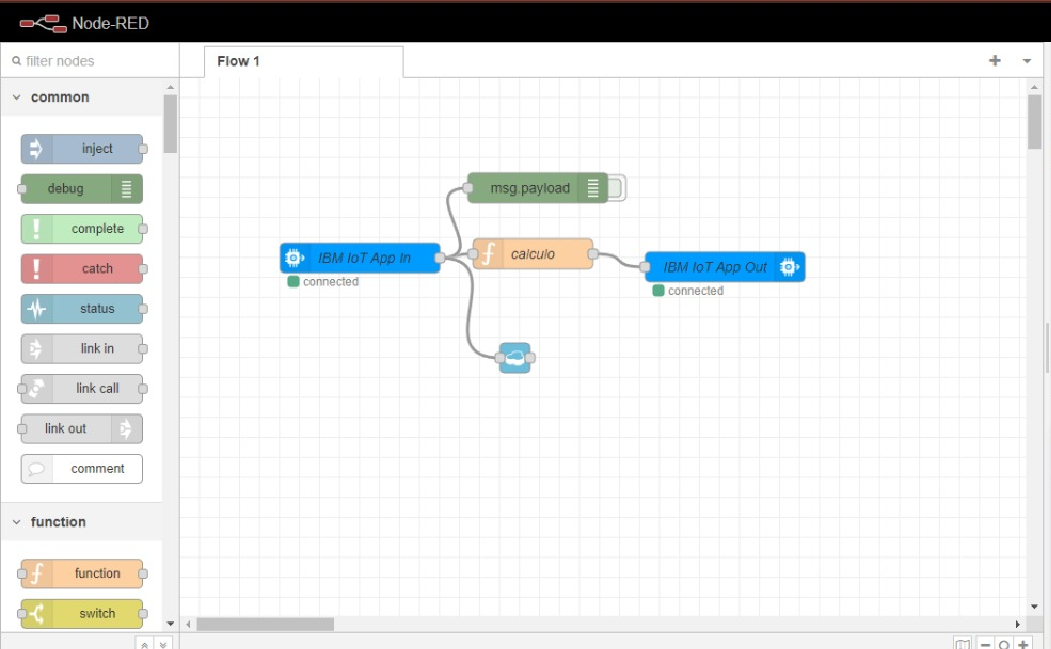 Node-RED
filter nodes
Flow 1
common
inject
debug
complete
catch
status
link in
link call
link out
comment
function
function
switch
msg.payload
IBM IoT App In
connected
calculo
IBM IoT App Out
connected